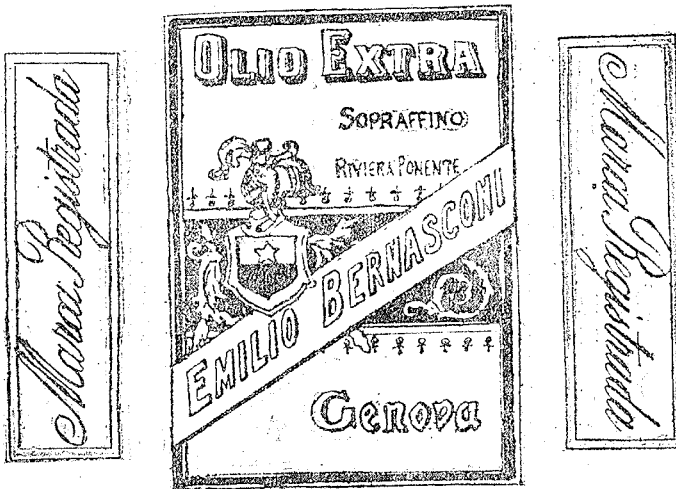 Marca Registrada
OLIO EXTRA
SOPRAFFINO
RIVIERA PONENTE
EMILIO BERNASCONI
Genova
Marca Registrada